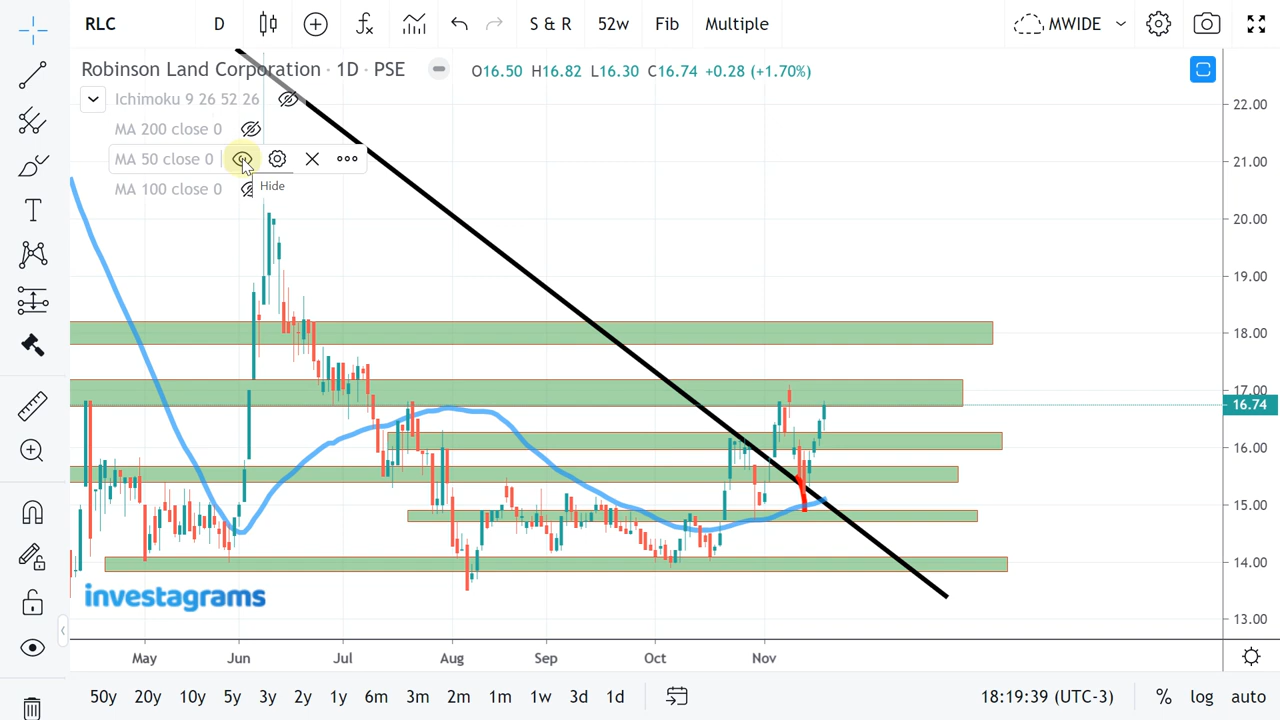 RLC D S & R 52w Fib Multiple MWIDE
Robinson Land Corporation · 1D · PSE O16.50 H16.82 L16.30 C16.74 +0.28 (+1.70%)
Ichimoku 9 26 52 26
MA 200 close 0
MA 50 close 0
Hide
MA 100 close 0
22.00
21.00
20.00
19.00
18.00
17.00
16.74
16.00
15.00
14.00
13.00
investagrams
May Jun Jul Aug Sep Oct Nov
50y 20y 10y 5y 3y 2y 1y 6m 3m 2m 1m 1w 3d 1d 18:19:39 (UTC-3) % log auto